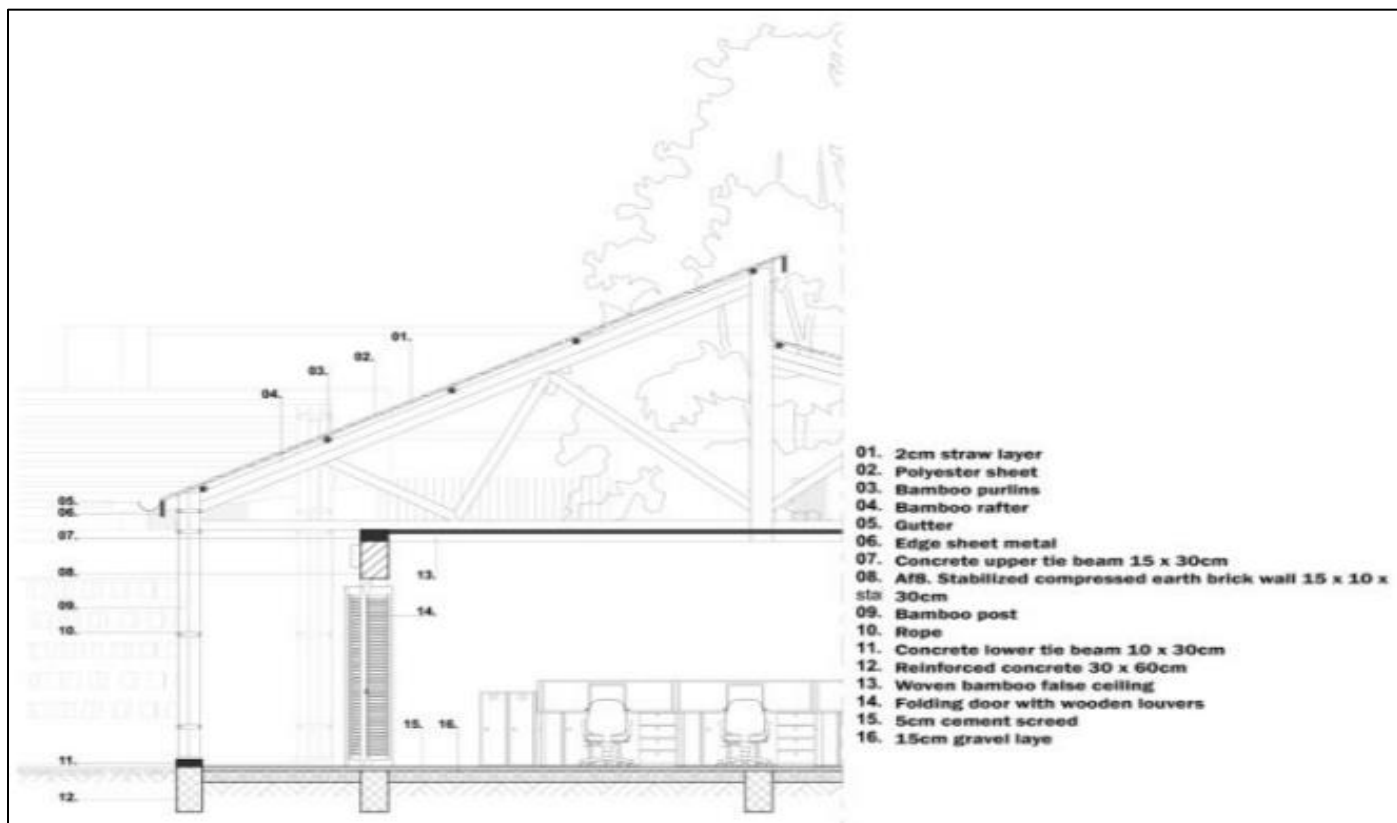 01.
02.
03.
04.
05.
06.
07.
08.
13.
14.
09.
10.
15.
16.
11.
12.
01. 2cm straw layer
02. Polyester sheet
03. Bamboo purlins
04. Bamboo rafter
05. Gutter
06. Edge sheet metal
07. Concrete upper tie beam 15 x 30cm
08. Af8. Stabilized compressed earth brick wall 15 x 10 x
sta 30cm
09. Bamboo post
10. Rope
11. Concrete lower tie beam 10 x 30cm
12. Reinforced concrete 30 x 60cm
13. Woven bamboo false ceiling
14. Folding door with wooden louvers
15. 5cm cement screed
16. 15cm gravel laye